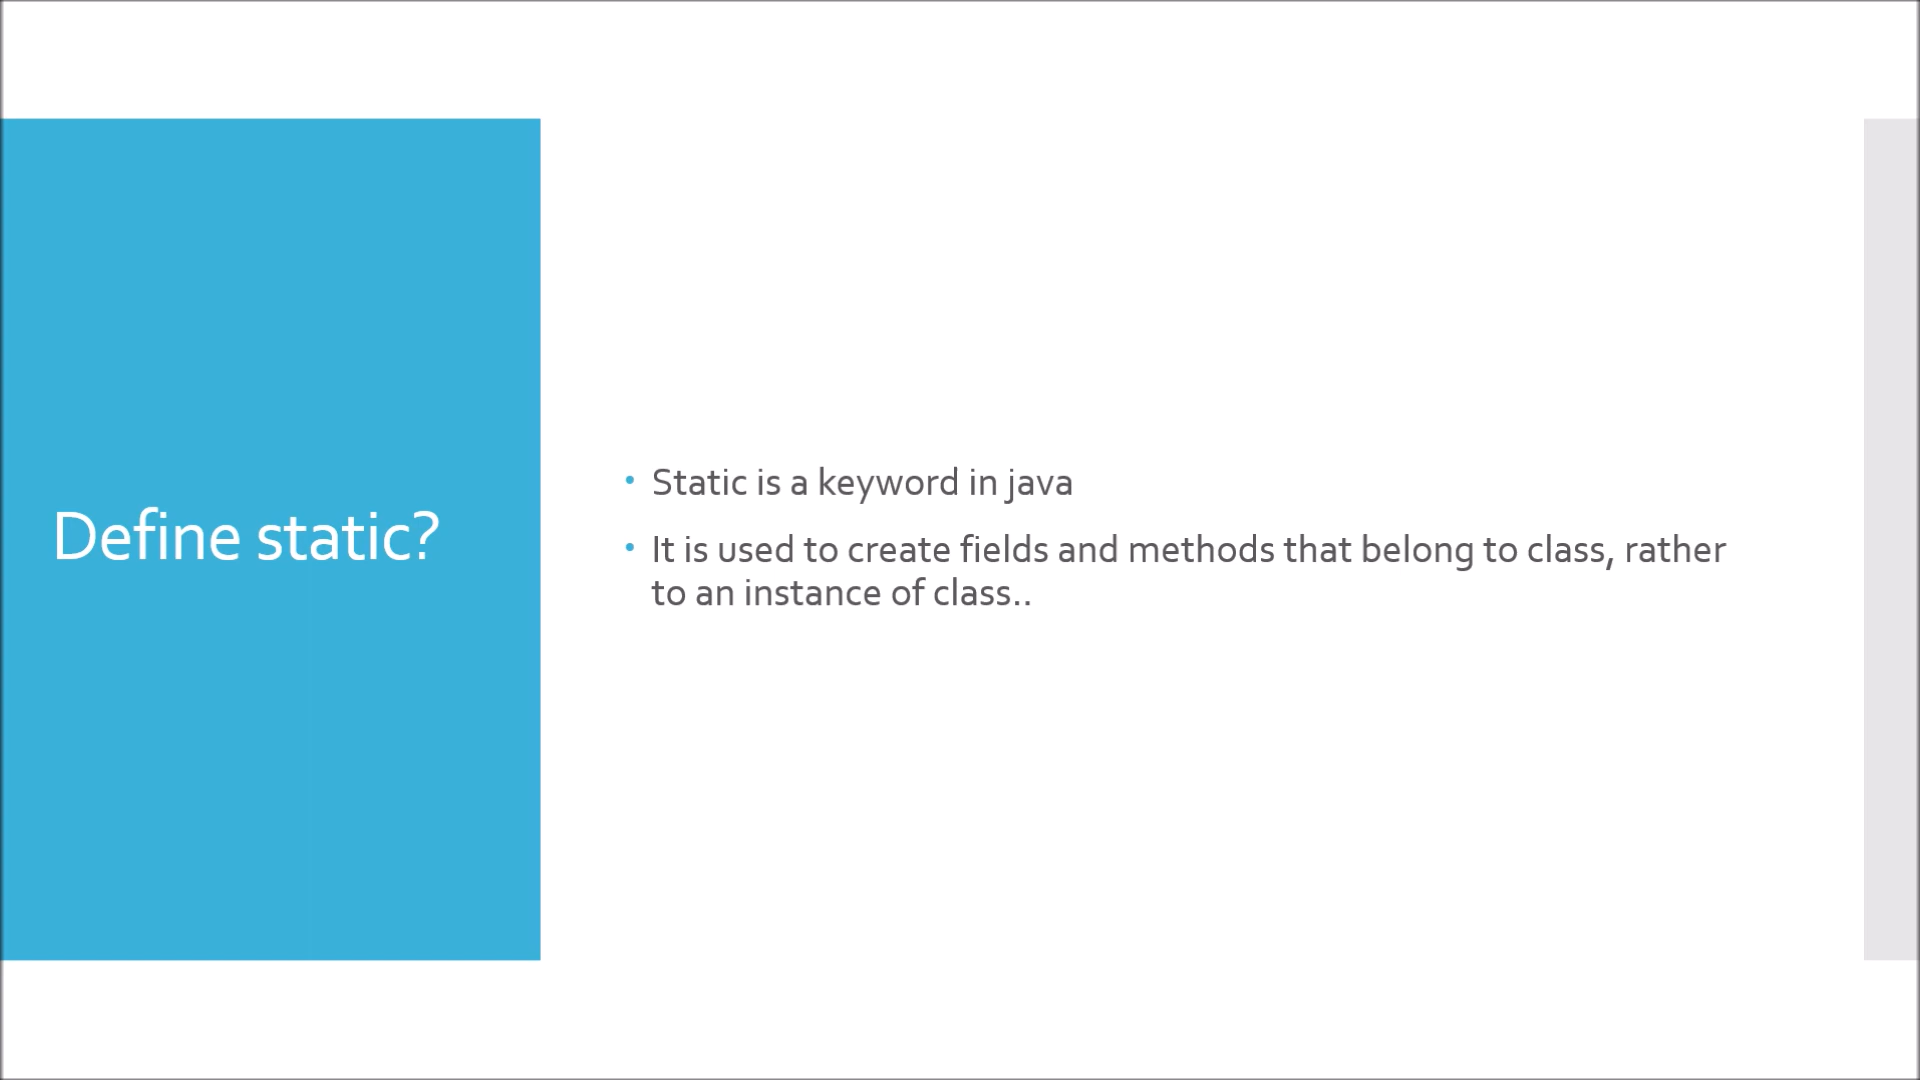 Define static?
• Static is a keyword in java
• It is used to create fields and methods that belong to class, rather
to an instance of class..